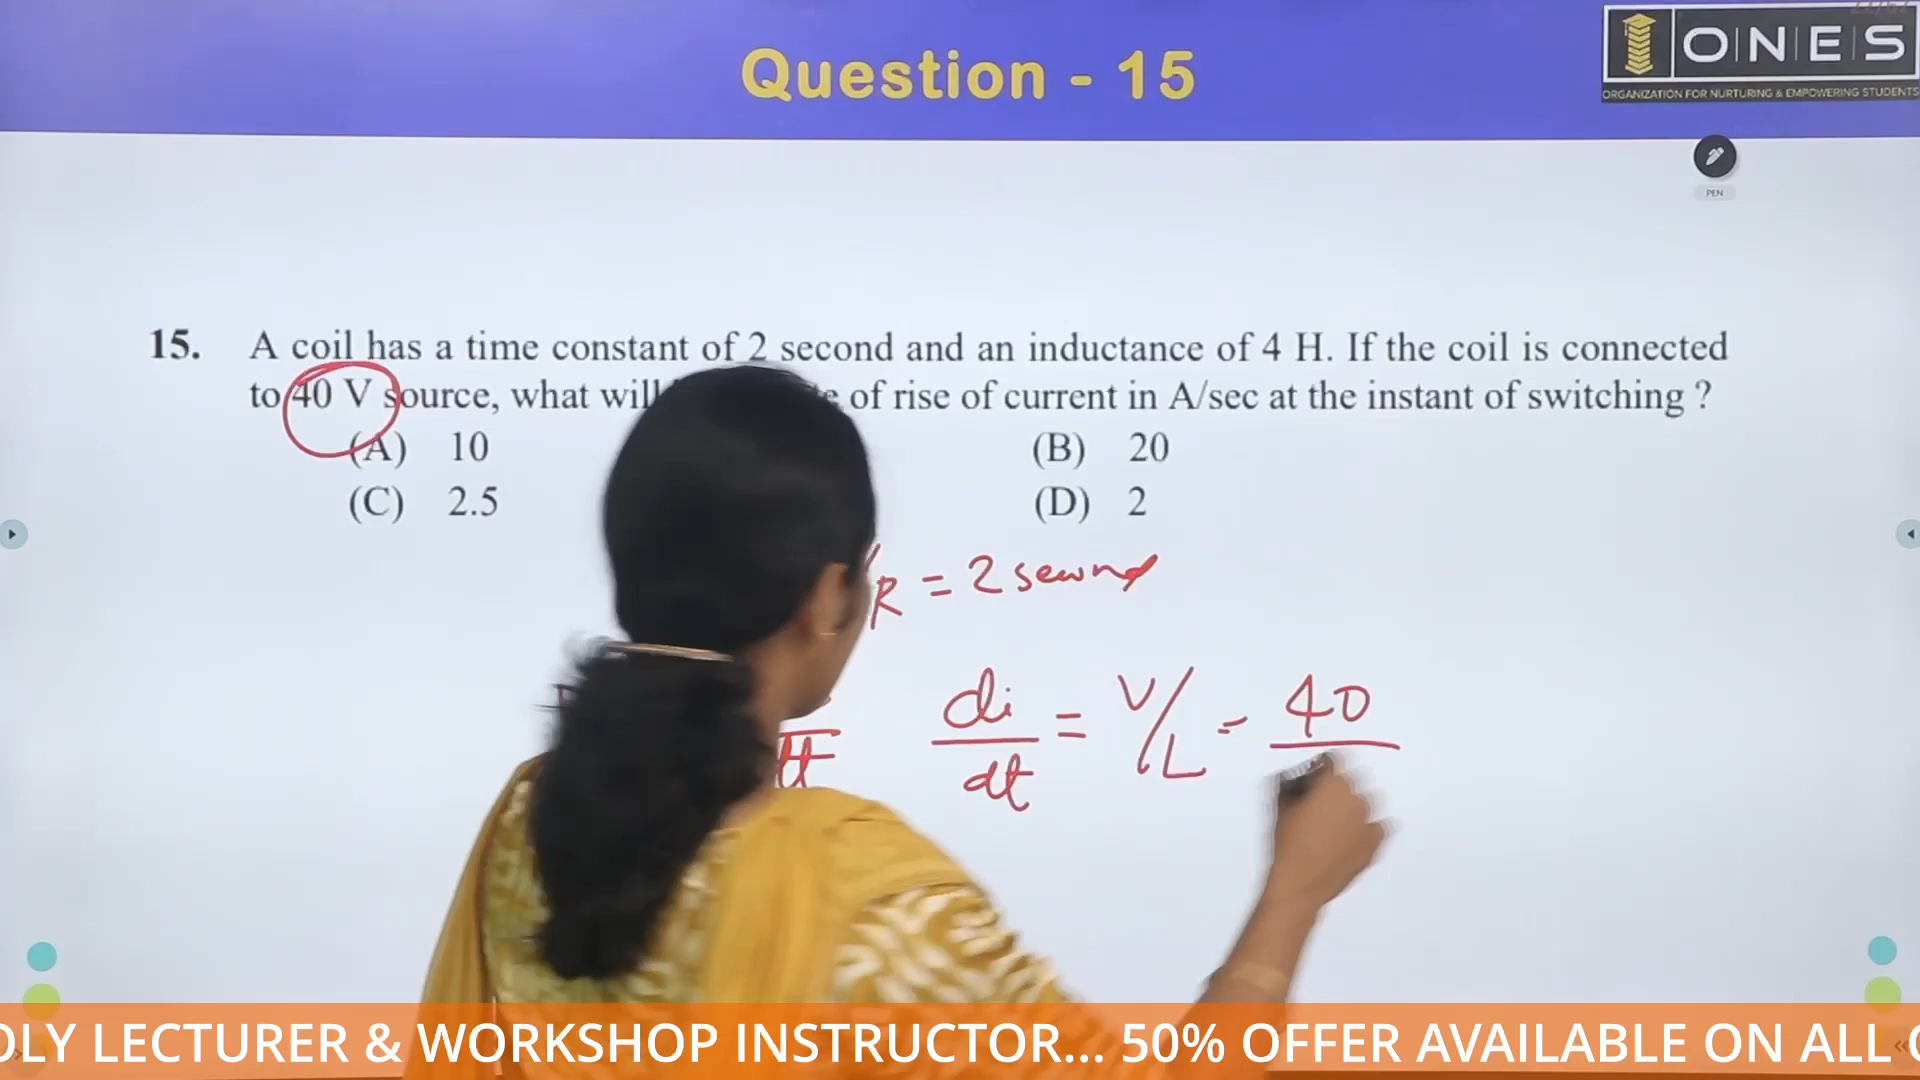 Question - 15
ONES
ORGANIZATION FOR NURTURING & EMPOWERING STUDENTS
PEN
15. A coil has a time constant of 2 second and an inductance of 4 H. If the coil is connected
to 40 V source, what will of rise of current in A/sec at the instant of switching ?
(A) 10 (B) 20
(C) 2.5 (D) 2
R = 2 second
di/dt = V/L = 40
OLY LECTURER & WORKSHOP INSTRUCTOR... 50% OFFER AVAILABLE ON ALL